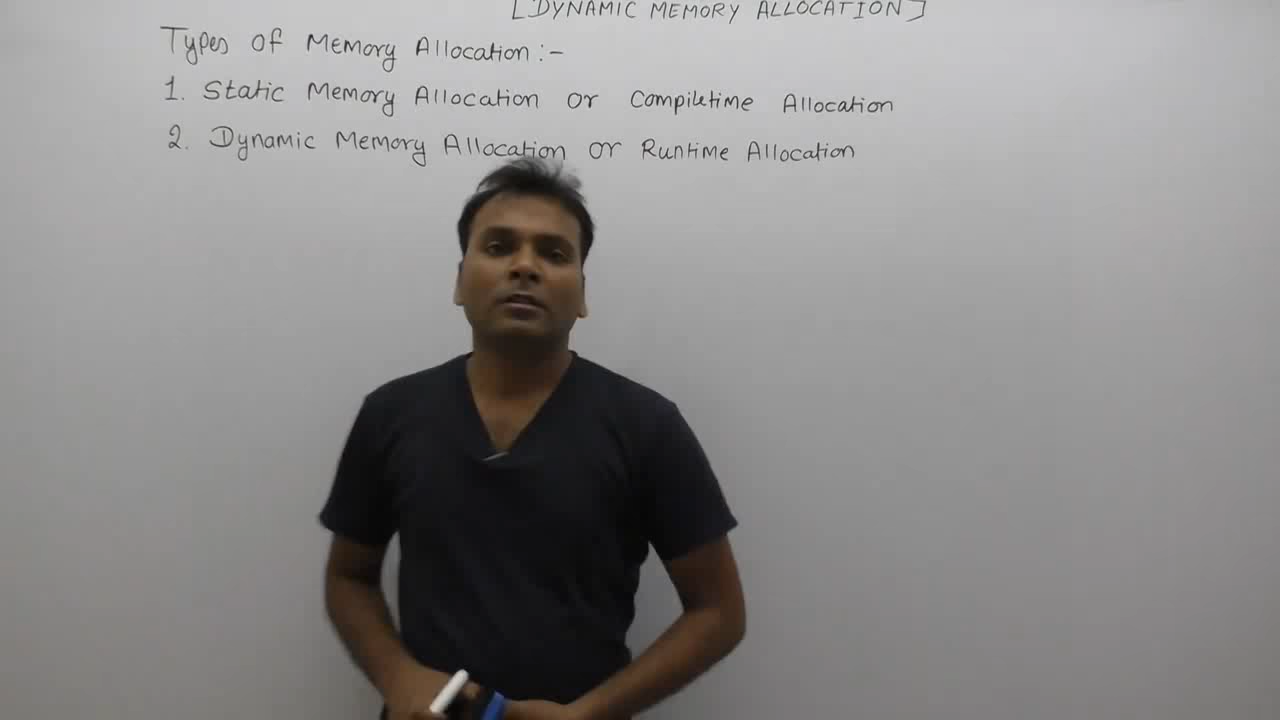 [DYNAMIC MEMORY ALLOCATION]
Types of Memory Allocation:-
1. Static Memory Allocation or Compiletime Allocation
2. Dynamic Memory Allocation or Runtime Allocation